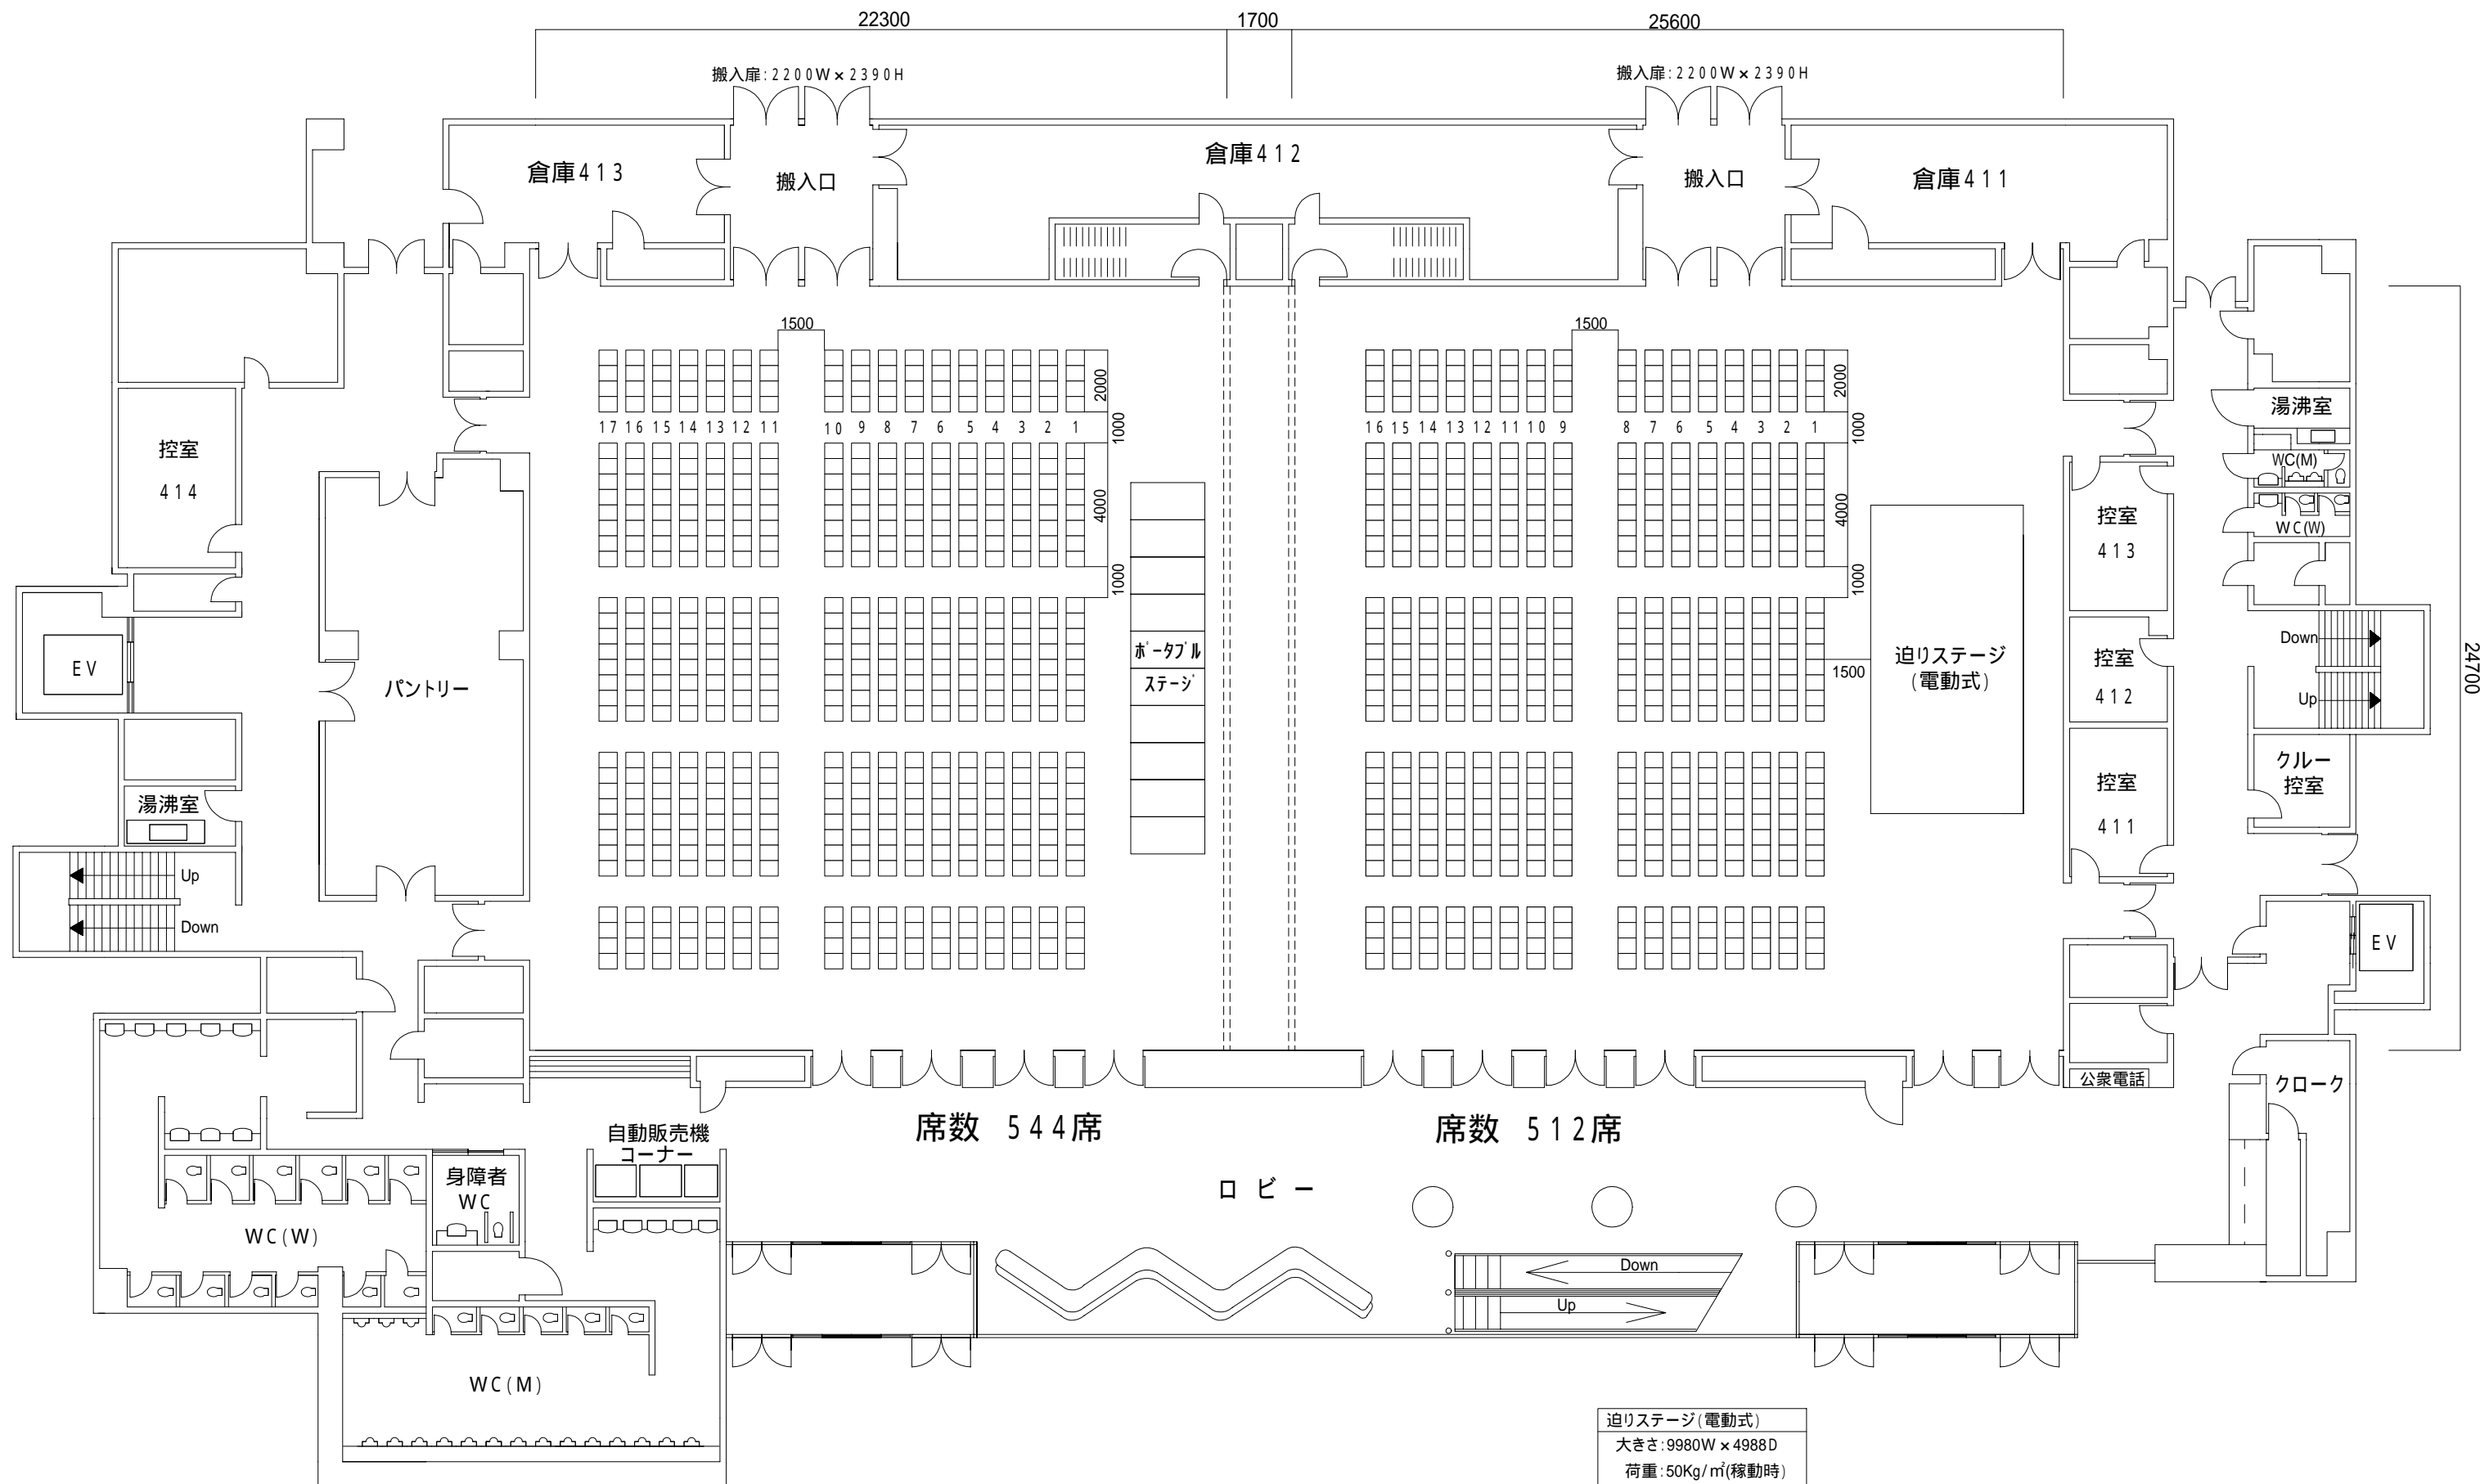 22300
1700
25600
搬入扉:2200W×2390H
搬入扉:2200W×2390H
倉庫413
搬入口
倉庫412
搬入口
倉庫411
1500
1500
2000
2000
17 16 15 14 13 12 11
10 9 8 7 6 5 4 3 2 1
1000
16 15 14 13 12 11 10 9
8 7 6 5 4 3 2 1
1000
湯沸室
控室
414
WC(M)
4000
4000
控室
413
WC(W)
1000
1000
Down
EV
パントリー
ポータブル
ステージ
1500
迫りステージ
(電動式)
控室
412
Up
24700
クルー
控室
控室
411
湯沸室
Up
Down
EV
公衆電話
クローク
席数 544席
席数 512席
自動販売機
コーナー
身障者
WC
ロビー
WC(W)
Down
Up
WC(M)
迫りステージ(電動式)
大きさ:9980W×4988D
荷重:50Kg/㎡(稼動時)